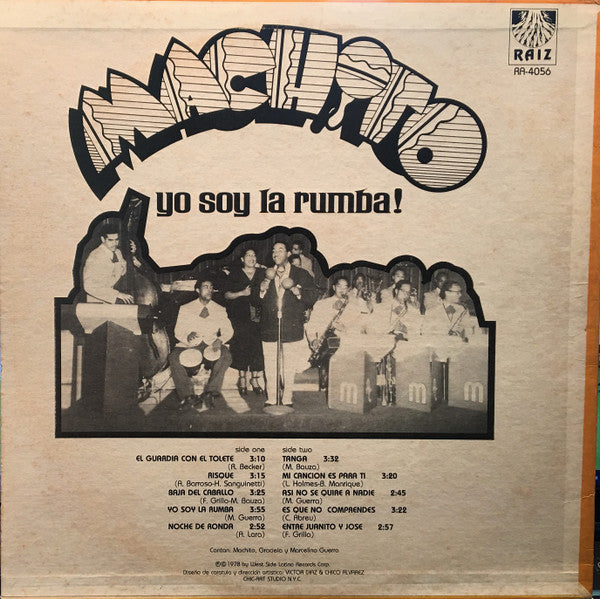 MACHITO
RAIZ
RA-4056
yo soy la rumba!
m m m
side one
EL GUARDIA CON EL TOLETE 3:10
(R. Becker)
RISQUE 3:15
(A. Barroso-H. Sanguinetti)
BAJA DEL CABALLO 3:25
(F. Grillo-M. Bauza)
YO SOY LA RUMBA 3:55
(M. Guerra)
NOCHE DE RONDA 2:52
(A. Lara)
side two
TANGA 3:32
(M. Bauza)
MI CANCION ES PARA TI 3:20
(L. Holmes-B. Manrique)
ASI NO SE QUIRE A NADIE 2:45
(M. Guerra)
ES QUE NO COMPRENDES 3:22
(C. Abreu)
ENTRE JUANITO Y JOSE 2:57
(F. Grillo)
Cantan: Machito, Graciela y Marcelino Guerra
℗© 1978 by West Side Latino Records Corp.
Diseño de caratula y dirección artística: VICTOR DIAZ & CHICO ALVAREZ
CHIC-ART STUDIO N.Y.C.